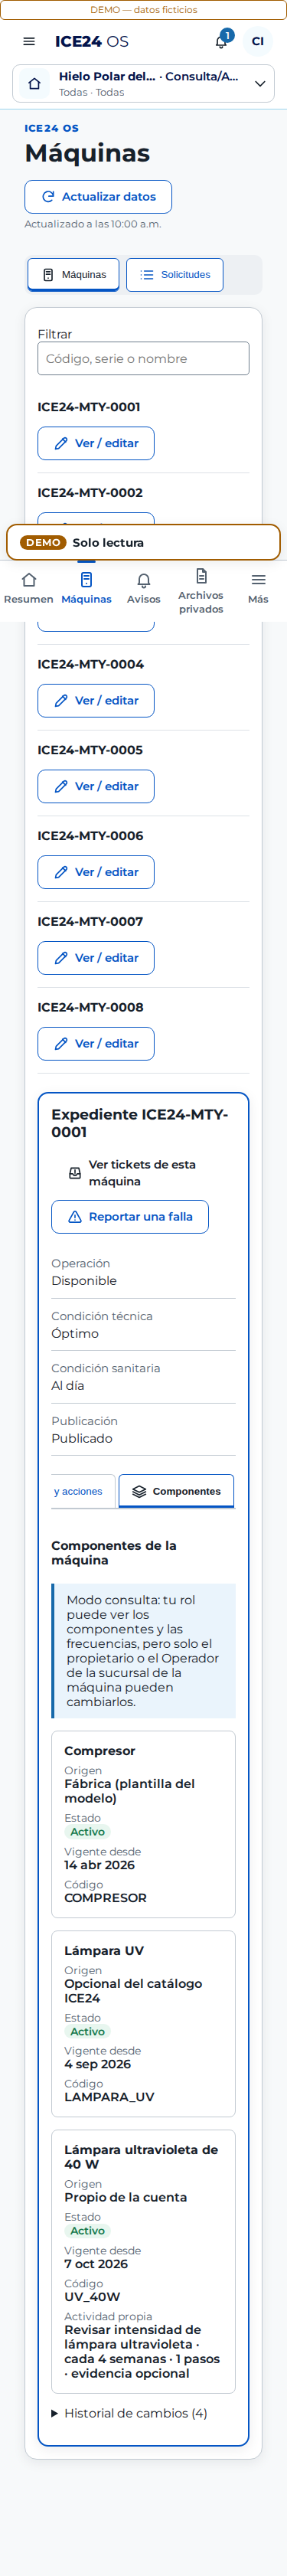 DEMO — datos ficticios
ICE24 OS
1
CI
Hielo Polar del... · Consulta/A...
Todas · Todas
ICE24 OS
Máquinas
Actualizar datos
Actualizado a las 10:00 a.m.
Máquinas
Solicitudes
Filtrar
Código, serie o nombre
ICE24-MTY-0001
Ver / editar
ICE24-MTY-0002
DEMO Solo lectura
Resumen
Máquinas
Avisos
Archivos
privados
Más
ICE24-MTY-0004
Ver / editar
ICE24-MTY-0005
Ver / editar
ICE24-MTY-0006
Ver / editar
ICE24-MTY-0007
Ver / editar
ICE24-MTY-0008
Ver / editar
Expediente ICE24-MTY-
0001
Ver tickets de esta
máquina
Reportar una falla
Operación
Disponible
Condición técnica
Óptimo
Condición sanitaria
Al día
Publicación
Publicado
y acciones
Componentes
Componentes de la
máquina
Modo consulta: tu rol
puede ver los
componentes y las
frecuencias, pero solo el
propietario o el Operador
de la sucursal de la
máquina pueden
cambiarlos.
Compresor
Origen
Fábrica (plantilla del
modelo)
Estado
Activo
Vigente desde
14 abr 2026
Código
COMPRESOR
Lámpara UV
Origen
Opcional del catálogo
ICE24
Estado
Activo
Vigente desde
4 sep 2026
Código
LAMPARA_UV
Lámpara ultravioleta de
40 W
Origen
Propio de la cuenta
Estado
Activo
Vigente desde
7 oct 2026
Código
UV_40W
Actividad propia
Revisar intensidad de
lámpara ultravioleta ·
cada 4 semanas · 1 pasos
· evidencia opcional
Historial de cambios (4)